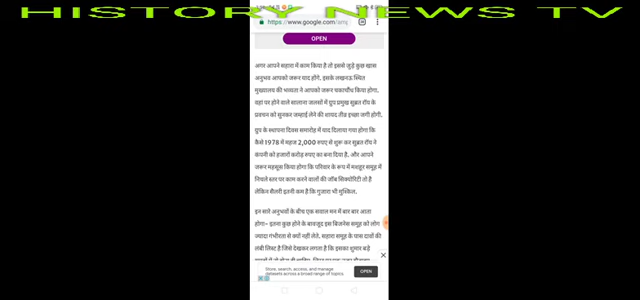 HISTORY NEWS TV
https://www.google.com/amp
OPEN
अगर आपने सहारा में काम किया है तो इससे जुड़े कुछ खास
अनुभव आपको जरूर याद होंगे. इसके लखनऊ स्थित
मुख्यालय की भव्यता ने आपको जरूर चकाचौंध किया होगा.
यहां पर होने वाले सालाना जलसों में ग्रुप प्रमुख सुब्रत रॉय के
प्रवचन को सुनकर जम्हाई लेने की शायद तीव्र इच्छा जगी होगी.
ग्रुप के स्थापना दिवस समारोह में याद दिलाया गया होगा कि
कैसे 1978 में महज 2,000 रुपए से शुरू कर सुब्रत रॉय ने
कंपनी को हजारों करोड़ रुपए का बना दिया है. और आपने
जरूर महसूस किया होगा कि परिवार के रूप में मशहूर समूह में
निचले स्तर पर काम करने वालों की जॉब सिक्योरिटी तो है
लेकिन सैलरी इतनी कम है कि गुजारा भी मुश्किल.
इन सारे अनुभवों के बीच एक सवाल मन में बार बार आता
होगा- इतना कुछ होने के बावजूद इस बिजनेस समूह को लोग
ज्यादा गंभीरता से क्यों नहीं लेते. सहारा समूह के पास दावों की
लंबी लिस्ट है जिसे देखकर लगता है कि इसका शुमार बड़े
Store, search, access, and manage
datasets across a broad range of topics.
OPEN